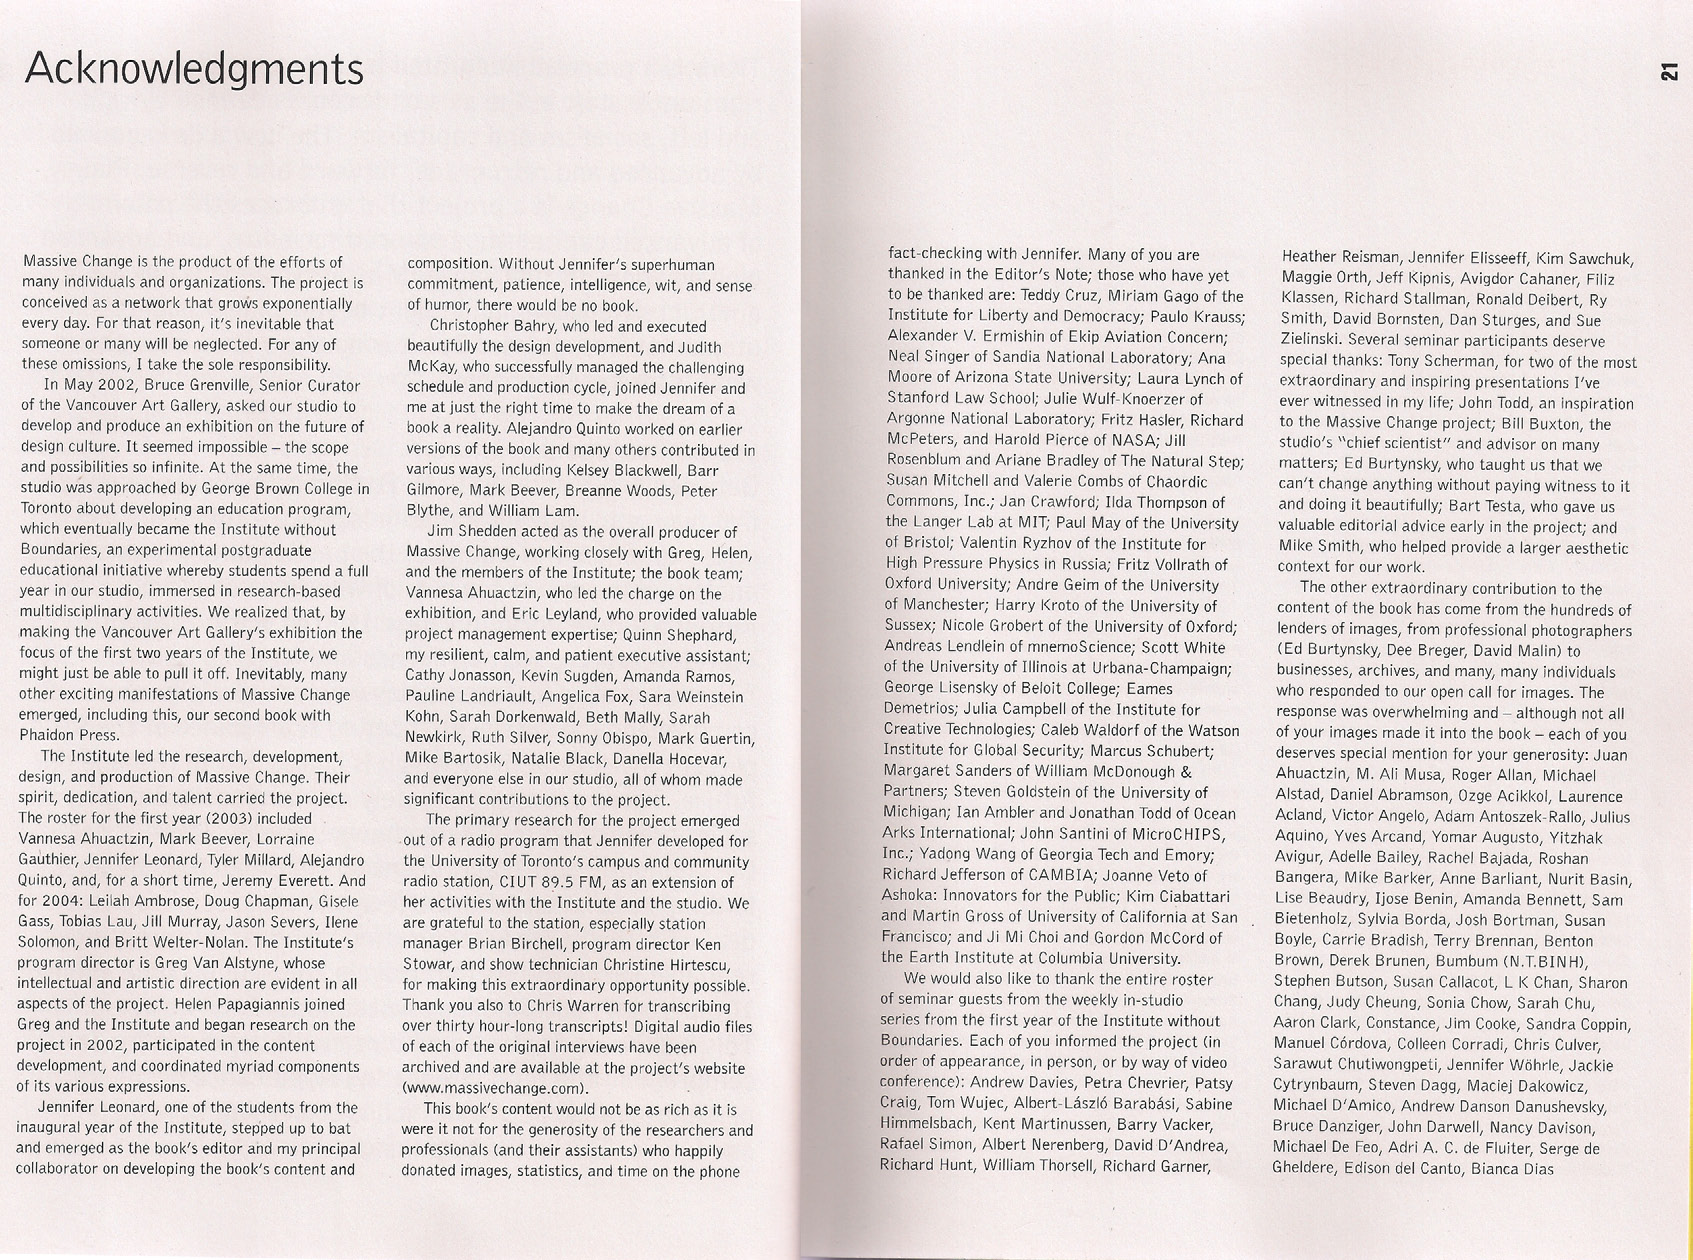 Acknowledgments
21
Massive Change is the product of the efforts of
many individuals and organizations. The project is
conceived as a network that grows exponentially
every day. For that reason, it's inevitable that
someone or many will be neglected. For any of
these omissions, I take the sole responsibility.
In May 2002, Bruce Grenville, Senior Curator
of the Vancouver Art Gallery, asked our studio to
develop and produce an exhibition on the future of
design culture. It seemed impossible – the scope
and possibilities so infinite. At the same time, the
studio was approached by George Brown College in
Toronto about developing an education program,
which eventually became the Institute without
Boundaries, an experimental postgraduate
educational initiative whereby students spend a full
year in our studio, immersed in research-based
multidisciplinary activities. We realized that, by
making the Vancouver Art Gallery's exhibition the
focus of the first two years of the Institute, we
might just be able to pull it off. Inevitably, many
other exciting manifestations of Massive Change
emerged, including this, our second book with
Phaidon Press.
The Institute led the research, development,
design, and production of Massive Change. Their
spirit, dedication, and talent carried the project.
The roster for the first year (2003) included
Vannesa Ahuactzin, Mark Beever, Lorraine
Gauthier, Jennifer Leonard, Tyler Millard, Alejandro
Quinto, and, for a short time, Jeremy Everett. And
for 2004: Leilah Ambrose, Doug Chapman, Gisele
Gass, Tobias Lau, Jill Murray, Jason Severs, Ilene
Solomon, and Britt Welter-Nolan. The Institute's
program director is Greg Van Alstyne, whose
intellectual and artistic direction are evident in all
aspects of the project. Helen Papagiannis joined
Greg and the Institute and began research on the
project in 2002, participated in the content
development, and coordinated myriad components
of its various expressions.
Jennifer Leonard, one of the students from the
inaugural year of the Institute, stepped up to bat
and emerged as the book's editor and my principal
collaborator on developing the book's content and
composition. Without Jennifer's superhuman
commitment, patience, intelligence, wit, and sense
of humor, there would be no book.
Christopher Bahry, who led and executed
beautifully the design development, and Judith
McKay, who successfully managed the challenging
schedule and production cycle, joined Jennifer and
me at just the right time to make the dream of a
book a reality. Alejandro Quinto worked on earlier
versions of the book and many others contributed in
various ways, including Kelsey Blackwell, Barr
Gilmore, Mark Beever, Breanne Woods, Peter
Blythe, and William Lam.
Jim Shedden acted as the overall producer of
Massive Change, working closely with Greg, Helen,
and the members of the Institute; the book team;
Vannesa Ahuactzin, who led the charge on the
exhibition, and Eric Leyland, who provided valuable
project management expertise; Quinn Shephard,
my resilient, calm, and patient executive assistant;
Cathy Jonasson, Kevin Sugden, Amanda Ramos,
Pauline Landriault, Angelica Fox, Sara Weinstein
Kohn, Sarah Dorkenwald, Beth Mally, Sarah
Newkirk, Ruth Silver, Sonny Obispo, Mark Guertin,
Mike Bartosik, Natalie Black, Danella Hocevar,
and everyone else in our studio, all of whom made
significant contributions to the project.
The primary research for the project emerged
out of a radio program that Jennifer developed for
the University of Toronto's campus and community
radio station, CIUT 89.5 FM, as an extension of
her activities with the Institute and the studio. We
are grateful to the station, especially station
manager Brian Birchell, program director Ken
Stowar, and show technician Christine Hirtescu,
for making this extraordinary opportunity possible.
Thank you also to Chris Warren for transcribing
over thirty hour-long transcripts! Digital audio files
of each of the original interviews have been
archived and are available at the project's website
(www.massivechange.com).
This book's content would not be as rich as it is
were it not for the generosity of the researchers and
professionals (and their assistants) who happily
donated images, statistics, and time on the phone
fact-checking with Jennifer. Many of you are
thanked in the Editor's Note; those who have yet
to be thanked are: Teddy Cruz, Miriam Gago of the
Institute for Liberty and Democracy; Paulo Krauss;
Alexander V. Ermishin of Ekip Aviation Concern;
Neal Singer of Sandia National Laboratory; Ana
Moore of Arizona State University; Laura Lynch of
Stanford Law School; Julie Wulf-Knoerzer of
Argonne National Laboratory; Fritz Hasler, Richard
McPeters, and Harold Pierce of NASA; Jill
Rosenblum and Ariane Bradley of The Natural Step;
Susan Mitchell and Valerie Combs of Chaordic
Commons, Inc.; Jan Crawford; Ilda Thompson of
the Langer Lab at MIT; Paul May of the University
of Bristol; Valentin Ryzhov of the Institute for
High Pressure Physics in Russia; Fritz Vollrath of
Oxford University; Andre Geim of the University
of Manchester; Harry Kroto of the University of
Sussex; Nicole Grobert of the University of Oxford;
Andreas Lendlein of mnemoScience; Scott White
of the University of Illinois at Urbana-Champaign;
George Lisensky of Beloit College; Eames
Demetrios; Julia Campbell of the Institute for
Creative Technologies; Caleb Waldorf of the Watson
Institute for Global Security; Marcus Schubert;
Margaret Sanders of William McDonough &
Partners; Steven Goldstein of the University of
Michigan; Ian Ambler and Jonathan Todd of Ocean
Arks International; John Santini of MicroCHIPS,
Inc.; Yadong Wang of Georgia Tech and Emory;
Richard Jefferson of CAMBIA; Joanne Veto of
Ashoka: Innovators for the Public; Kim Ciabattari
and Martin Gross of University of California at San
Francisco; and Ji Mi Choi and Gordon McCord of
the Earth Institute at Columbia University.
We would also like to thank the entire roster
of seminar guests from the weekly in-studio
series from the first year of the Institute without
Boundaries. Each of you informed the project (in
order of appearance, in person, or by way of video
conference): Andrew Davies, Petra Chevrier, Patsy
Craig, Tom Wujec, Albert-László Barabási, Sabine
Himmelsbach, Kent Martinussen, Barry Vacker,
Rafael Simon, Albert Nerenberg, David D'Andrea,
Richard Hunt, William Thorsell, Richard Garner,
Heather Reisman, Jennifer Elisseeff, Kim Sawchuk,
Maggie Orth, Jeff Kipnis, Avigdor Cahaner, Filiz
Klassen, Richard Stallman, Ronald Deibert, Ry
Smith, David Bornsten, Dan Sturges, and Sue
Zielinski. Several seminar participants deserve
special thanks: Tony Scherman, for two of the most
extraordinary and inspiring presentations I've
ever witnessed in my life; John Todd, an inspiration
to the Massive Change project; Bill Buxton, the
studio's "chief scientist" and advisor on many
matters; Ed Burtynsky, who taught us that we
can't change anything without paying witness to it
and doing it beautifully; Bart Testa, who gave us
valuable editorial advice early in the project; and
Mike Smith, who helped provide a larger aesthetic
context for our work.
The other extraordinary contribution to the
content of the book has come from the hundreds of
lenders of images, from professional photographers
(Ed Burtynsky, Dee Breger, David Malin) to
businesses, archives, and many, many individuals
who responded to our open call for images. The
response was overwhelming and – although not all
of your images made it into the book – each of you
deserves special mention for your generosity: Juan
Ahuactzin, M. Ali Musa, Roger Allan, Michael
Alstad, Daniel Abramson, Ozge Acikkol, Laurence
Acland, Victor Angelo, Adam Antoszek-Rallo, Julius
Aquino, Yves Arcand, Yomar Augusto, Yitzhak
Avigur, Adelle Bailey, Rachel Bajada, Roshan
Bangera, Mike Barker, Anne Barliant, Nurit Basin,
Lise Beaudry, Ijose Benin, Amanda Bennett, Sam
Bietenholz, Sylvia Borda, Josh Bortman, Susan
Boyle, Carrie Bradish, Terry Brennan, Benton
Brown, Derek Brunen, Bumbum (N.T.BINH),
Stephen Butson, Susan Callacot, L K Chan, Sharon
Chang, Judy Cheung, Sonia Chow, Sarah Chu,
Aaron Clark, Constance, Jim Cooke, Sandra Coppin,
Manuel Córdova, Colleen Corradi, Chris Culver,
Sarawut Chutiwongpeti, Jennifer Wöhrle, Jackie
Cytrynbaum, Steven Dagg, Maciej Dakowicz,
Michael D'Amico, Andrew Danson Danushevsky,
Bruce Danziger, John Darwell, Nancy Davison,
Michael De Feo, Adri A. C. de Fluiter, Serge de
Gheldere, Edison del Canto, Bianca Dias